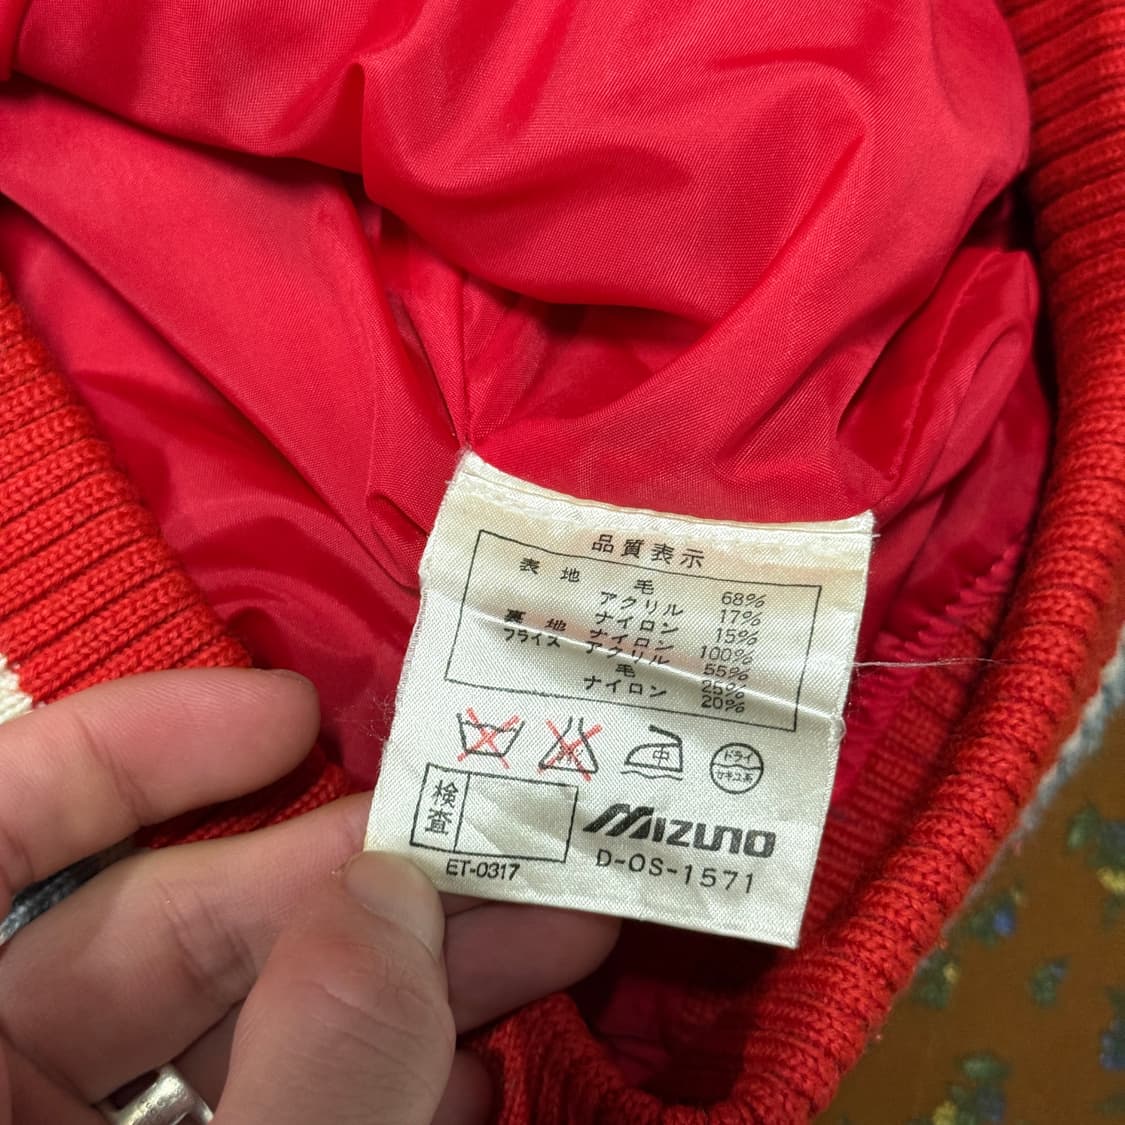 品質表示
表地 毛 68%
アクリル 17%
ナイロン 15%
裏地 ナイロン 100%
フライス アクリル 55%
毛 25%
ナイロン 20%
中
ドライ
セキユ系
検査
MIZUNO
ET-0317
D-OS-1571